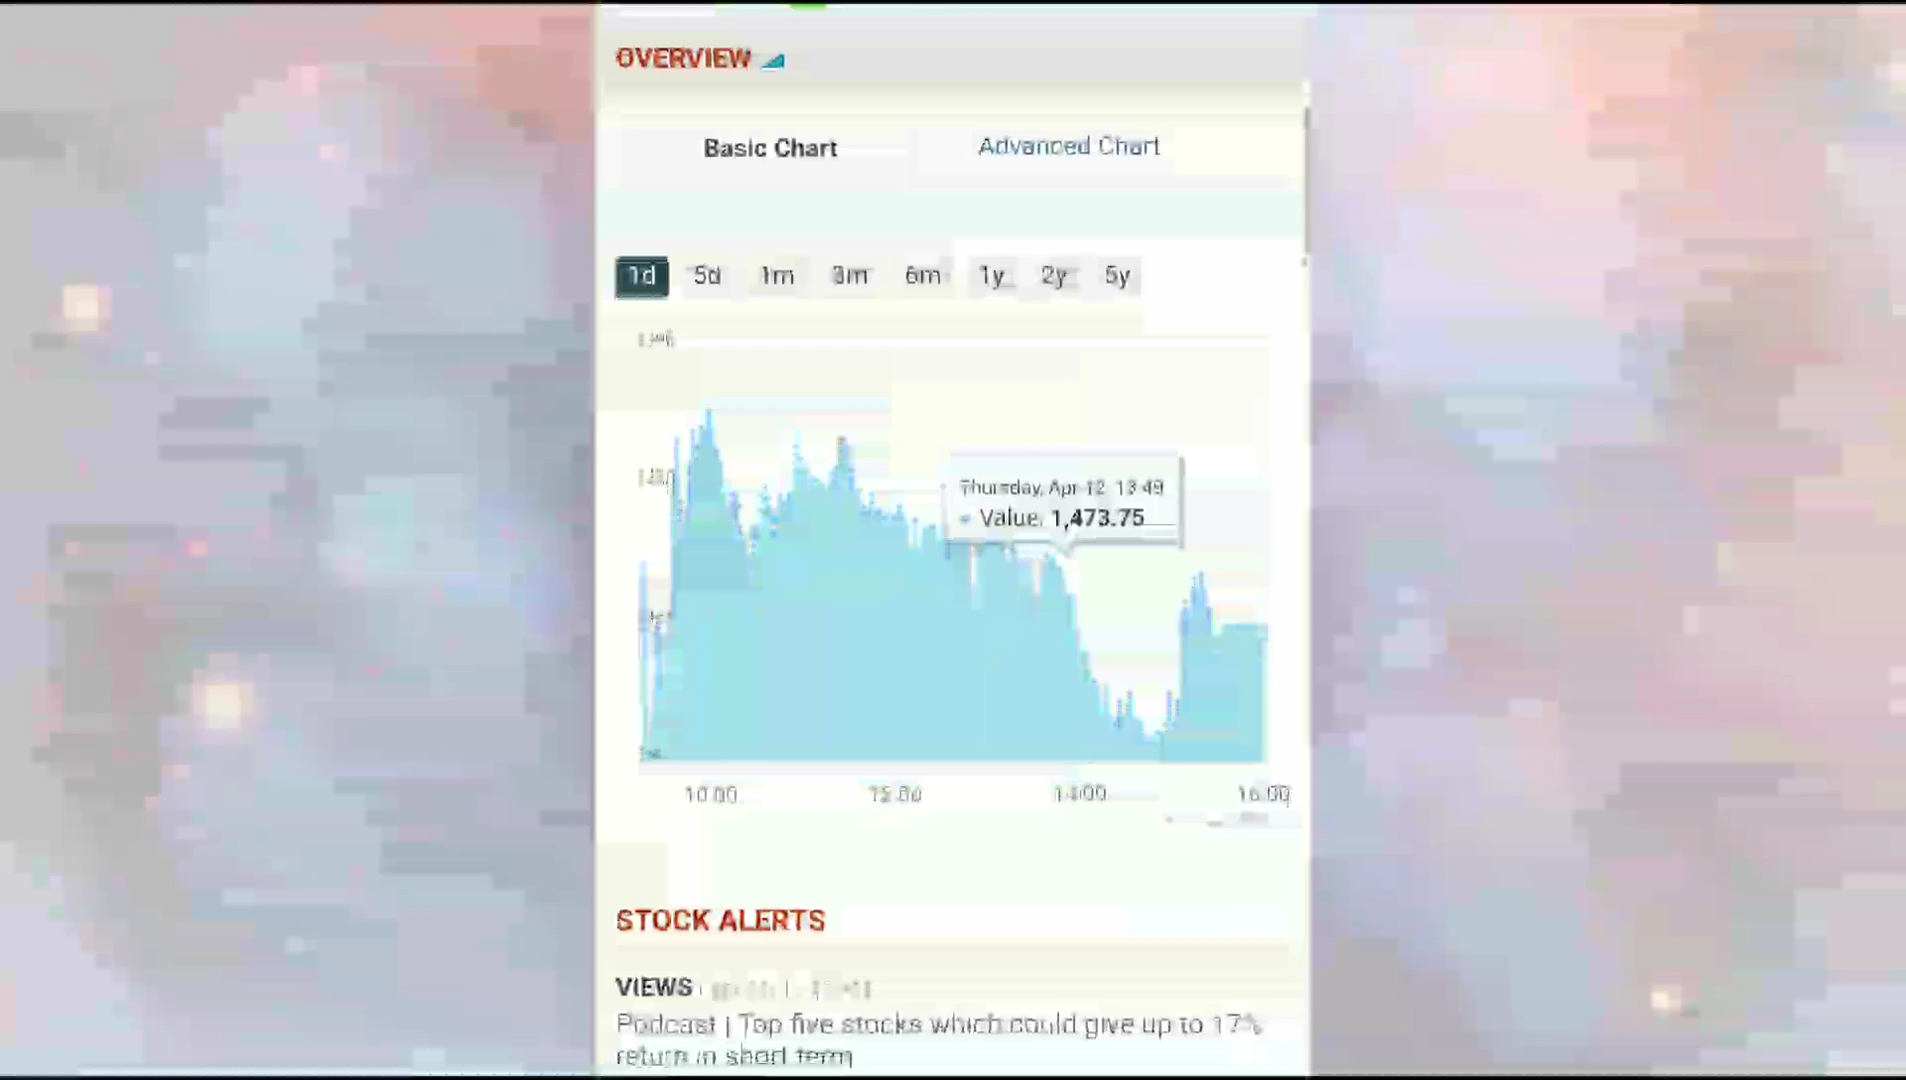 OVERVIEW
Basic Chart
Advanced Chart
1d 5d 1m 3m 6m 1y 2y 5y
Thursday, Apr 12, 13:49
Value: 1,473.75
10:00 12:00 14:00 16:00
STOCK ALERTS
VIEWS
Podcast | Top five stocks which could give up to 17%
return in short term